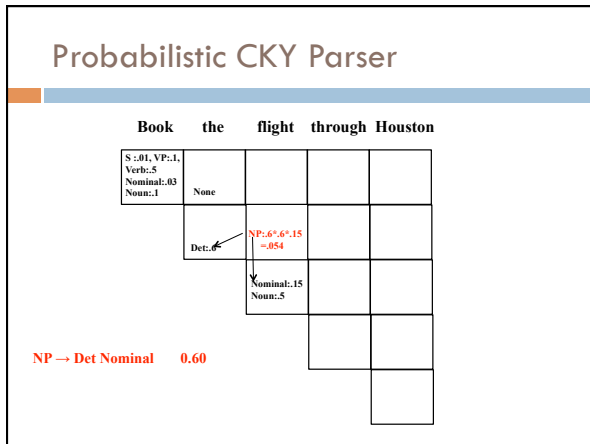 Probabilistic CKY Parser
Book the flight through Houston
S :.01, VP:.1,
Verb:.5
Nominal:.03
Noun:.1
None
Det:.6
NP:.6*.6*.15
=.054
Nominal:.15
Noun:.5
NP → Det Nominal 0.60